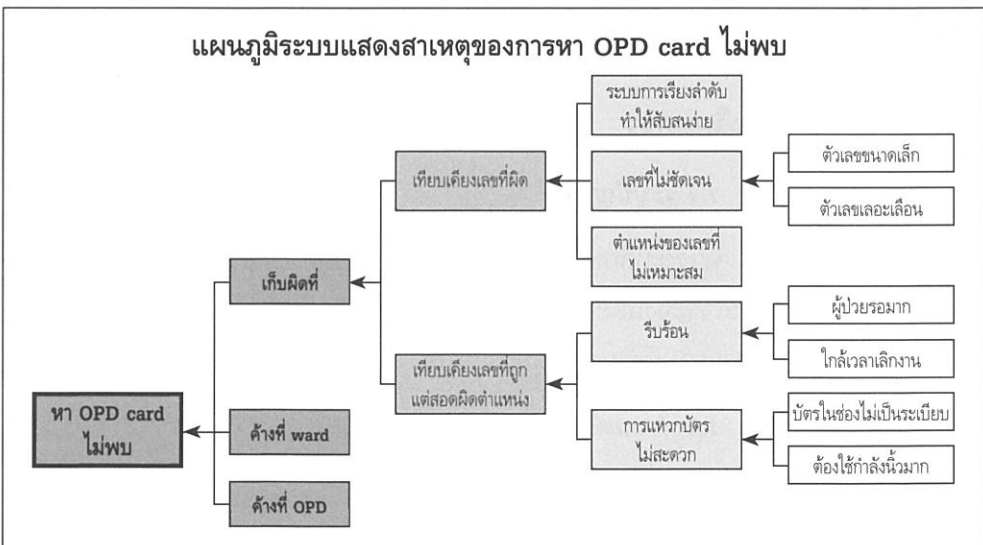 แผนภูมิระบบแสดงสาเหตุของการหา OPD card ไม่พบ
ระบบการเรียงลำดับ
ทำให้สับสนง่าย
ตัวเลขขนาดเล็ก
เทียบเคียงเลขที่ผิด
เลขที่ไม่ชัดเจน
ตัวเลขเลอะเลือน
ตำแหน่งของเลขที่
ไม่เหมาะสม
เก็บผิดที่
ผู้ป่วยรอมาก
รีบร้อน
ใกล้เวลาเลิกงาน
เทียบเคียงเลขที่ถูก
แต่สอดผิดตำแหน่ง
หา OPD card
ไม่พบ
ค้างที่ ward
การแหวกบัตร
ไม่สะดวก
บัตรในช่องไม่เป็นระเบียบ
ต้องใช้กำลังนิ้วมาก
ค้างที่ OPD